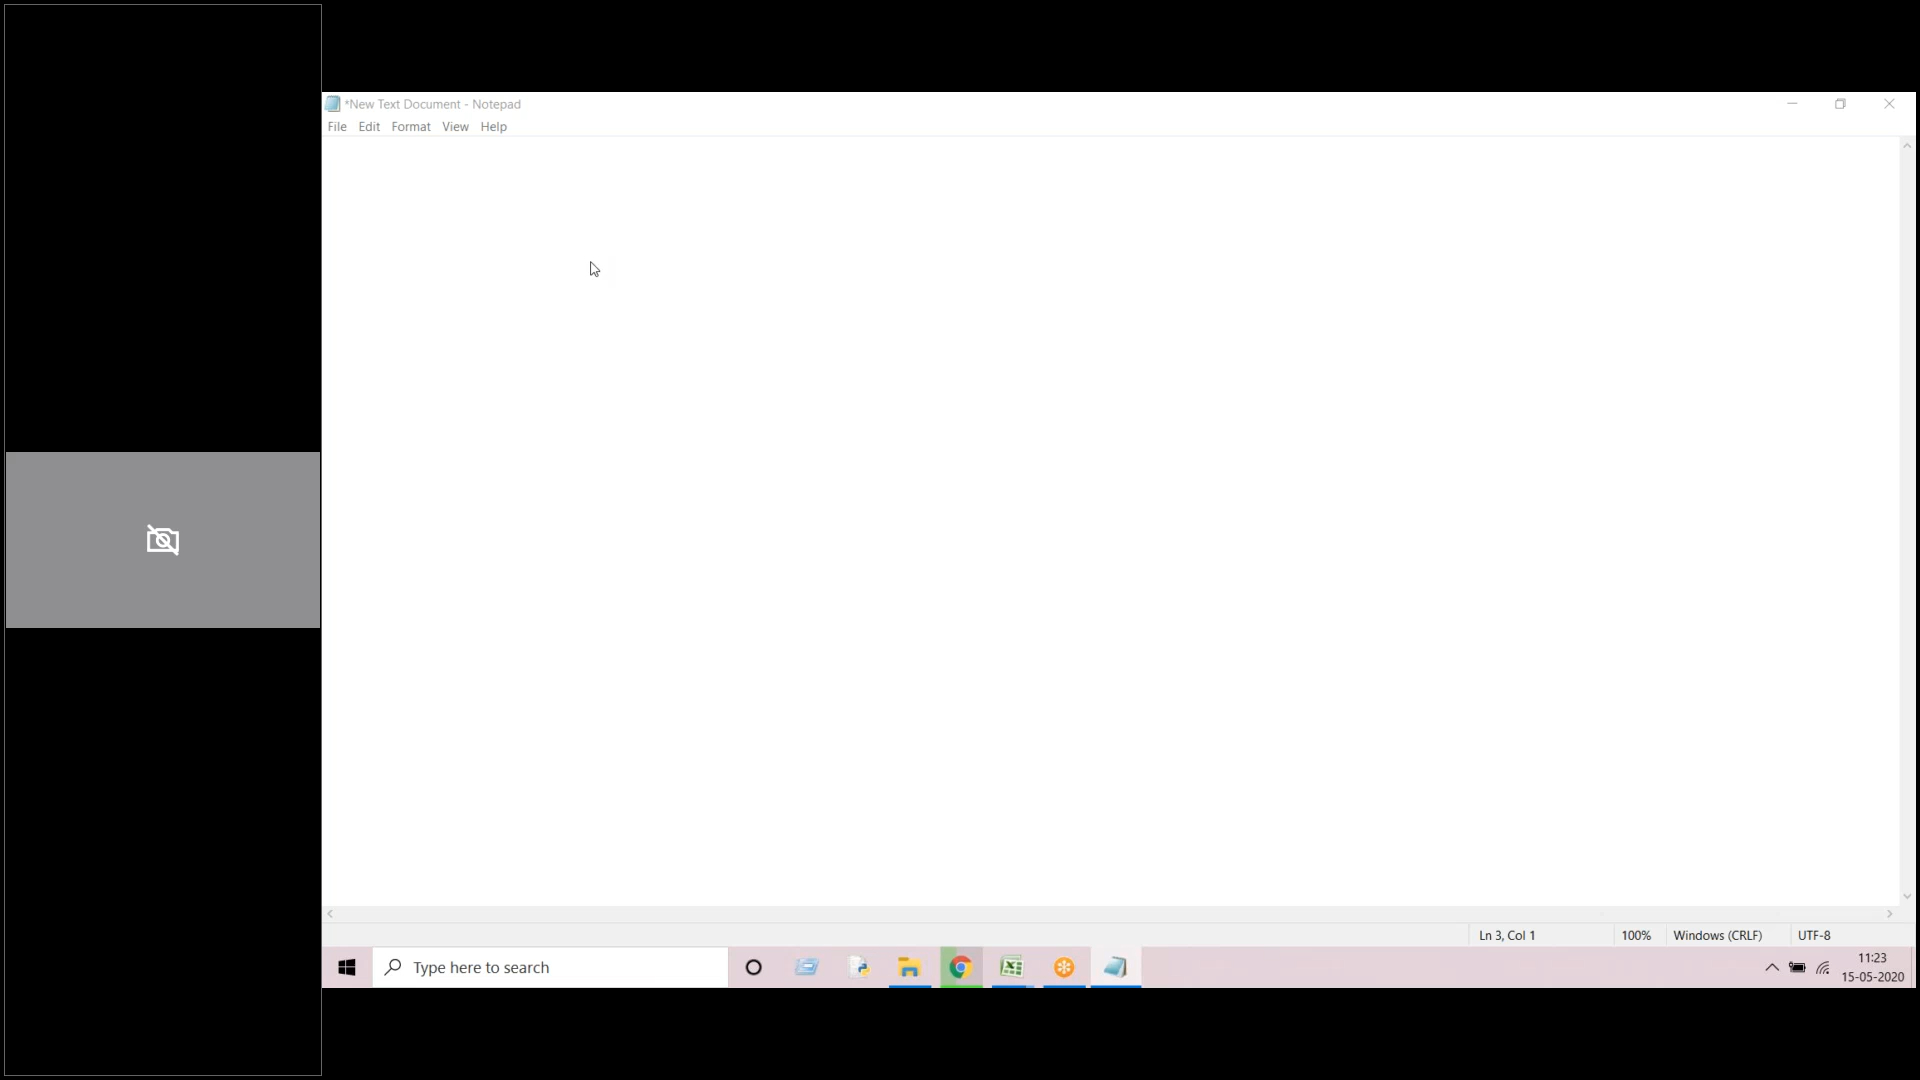 *New Text Document - Notepad
File Edit Format View Help
Ln 3, Col 1 100% Windows (CRLF) UTF-8
Type here to search
11:23
15-05-2020